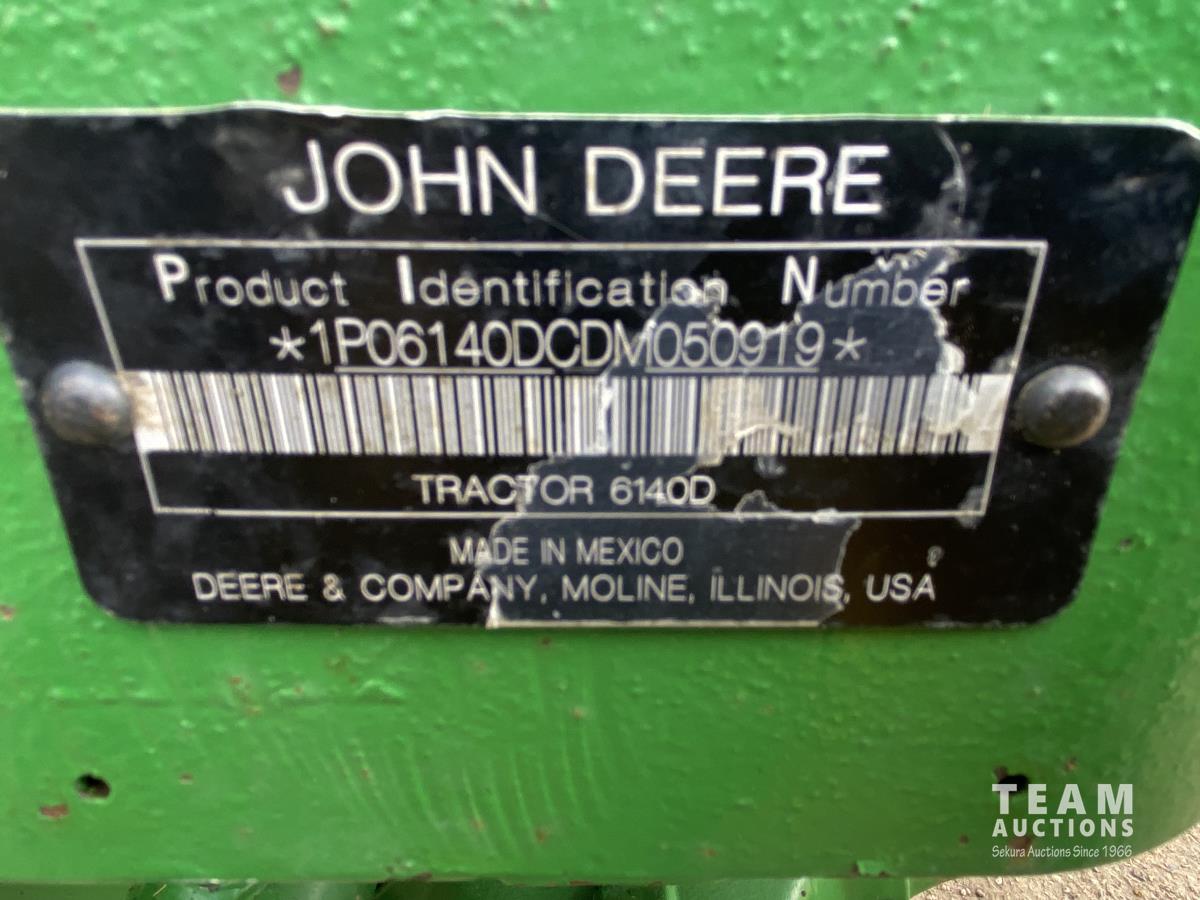 JOHN DEERE
Product Identification Number
*1P06140DCDM050919*
TRACTOR 6140D
MADE IN MEXICO
DEERE & COMPANY, MOLINE, ILLINOIS, USA
TEAM
AUCTIONS
Sekura Auctions Since 1966